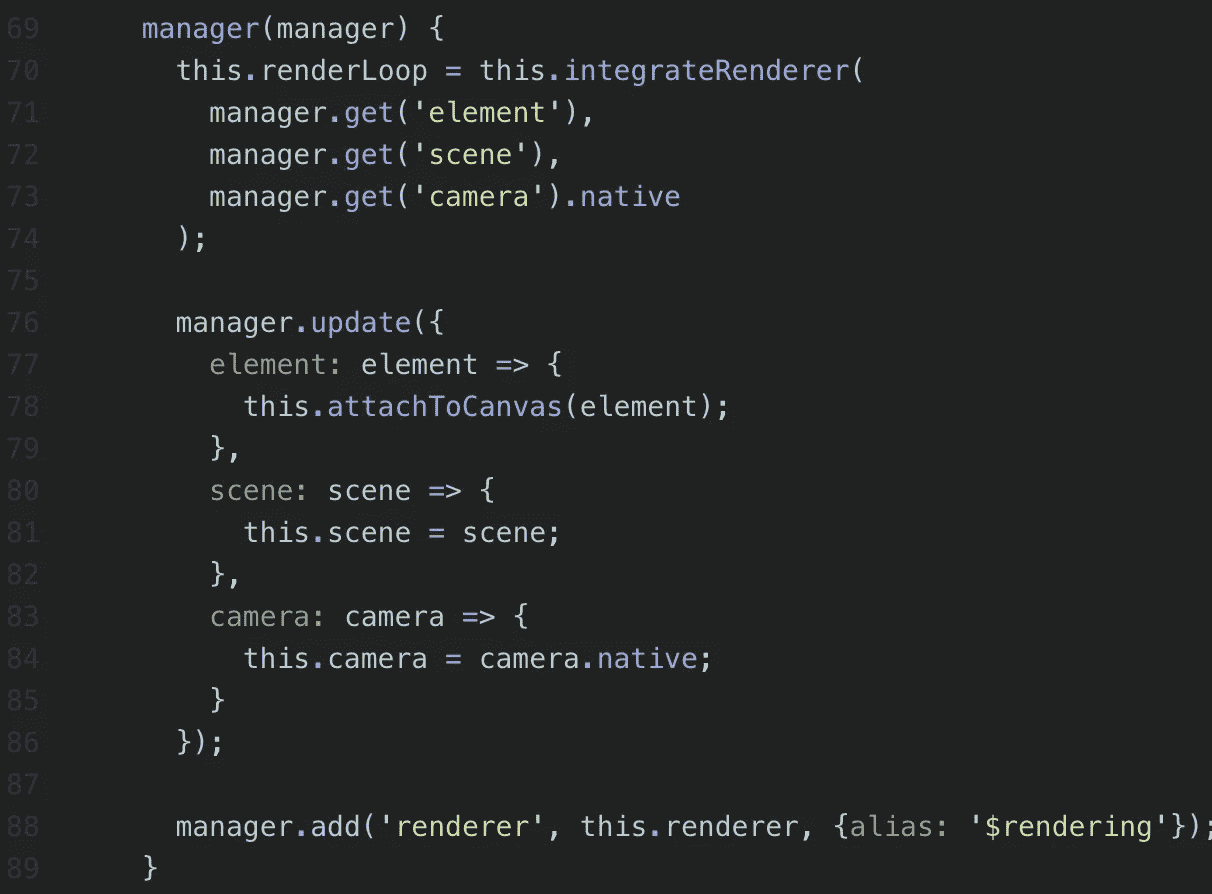 69 manager(manager) {
70 this.renderLoop = this.integrateRenderer(
71 manager.get('element'),
72 manager.get('scene'),
73 manager.get('camera').native
74 );
75
76 manager.update({
77 element: element => {
78 this.attachToCanvas(element);
79 },
80 scene: scene => {
81 this.scene = scene;
82 },
83 camera: camera => {
84 this.camera = camera.native;
85 }
86 });
87
88 manager.add('renderer', this.renderer, {alias: '$rendering'});
89 }